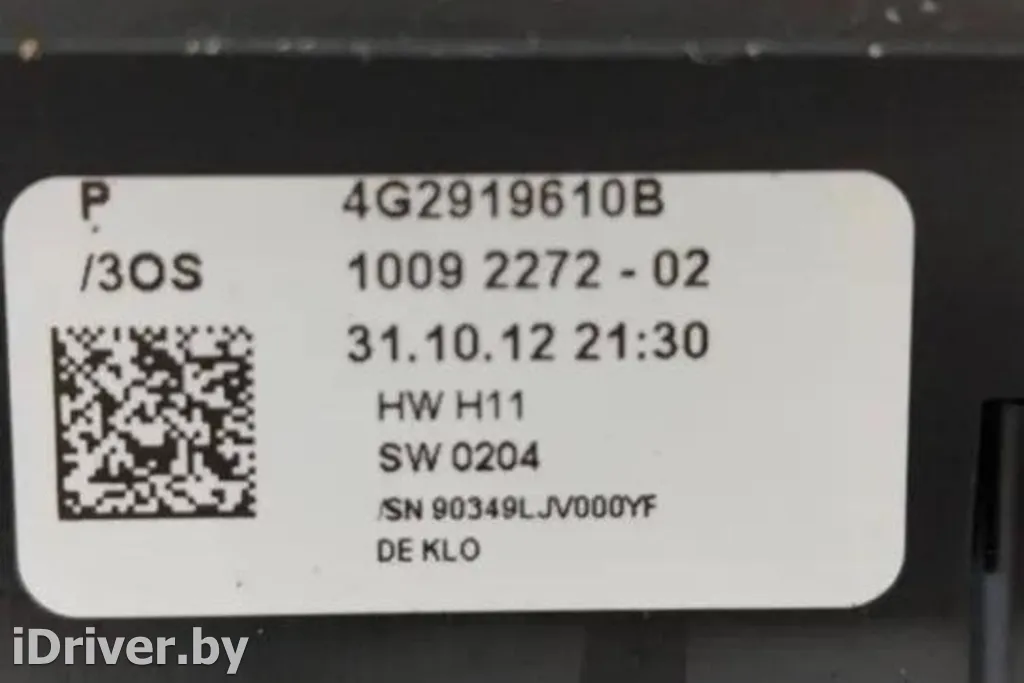 P 4G2919610B
/3OS 1009 2272 - 02
31.10.12 21:30
HW H11
SW 0204
/SN 90349LJV000YF
DE KLO
iDriver.by